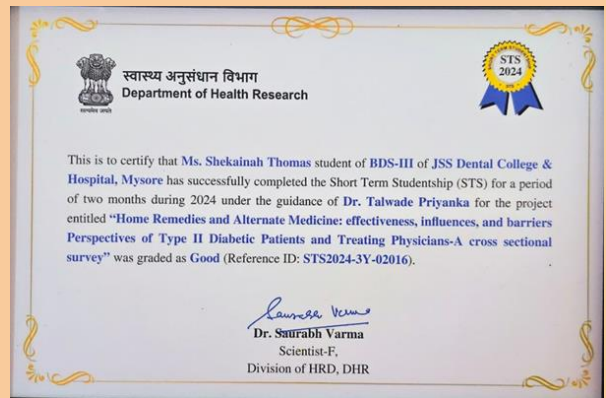 स्वास्थ्य अनुसंधान विभाग
Department of Health Research
STS
2024
This is to certify that Ms. Shekainah Thomas student of BDS-III of JSS Dental College &
Hospital, Mysore has successfully completed the Short Term Studentship (STS) for a period
of two months during 2024 under the guidance of Dr. Talwade Priyanka for the project
entitled “Home Remedies and Alternate Medicine: effectiveness, influences, and barriers
Perspectives of Type II Diabetic Patients and Treating Physicians-A cross sectional
survey” was graded as Good (Reference ID: STS2024-3Y-02016).
Saurabh Varma
Dr. Saurabh Varma
Scientist-F,
Division of HRD, DHR